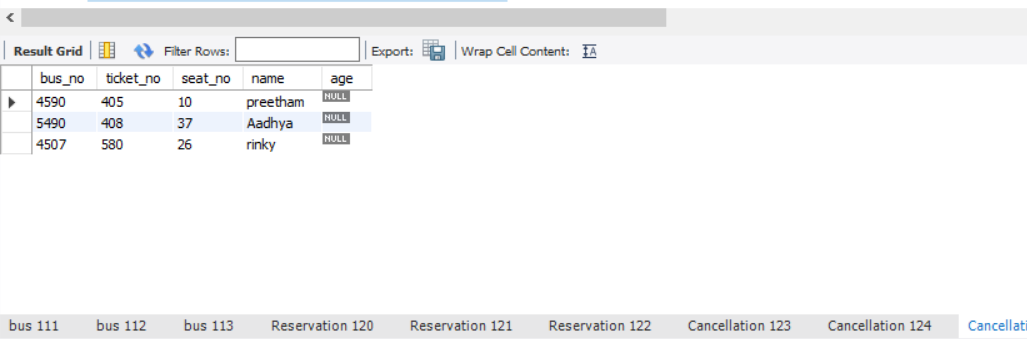 Result Grid Filter Rows: Export: Wrap Cell Content:
bus_no ticket_no seat_no name age
4590 405 10 preetham NULL
5490 408 37 Aadhya NULL
4507 580 26 rinky NULL
bus 111 bus 112 bus 113 Reservation 120 Reservation 121 Reservation 122 Cancellation 123 Cancellation 124 Cancellati